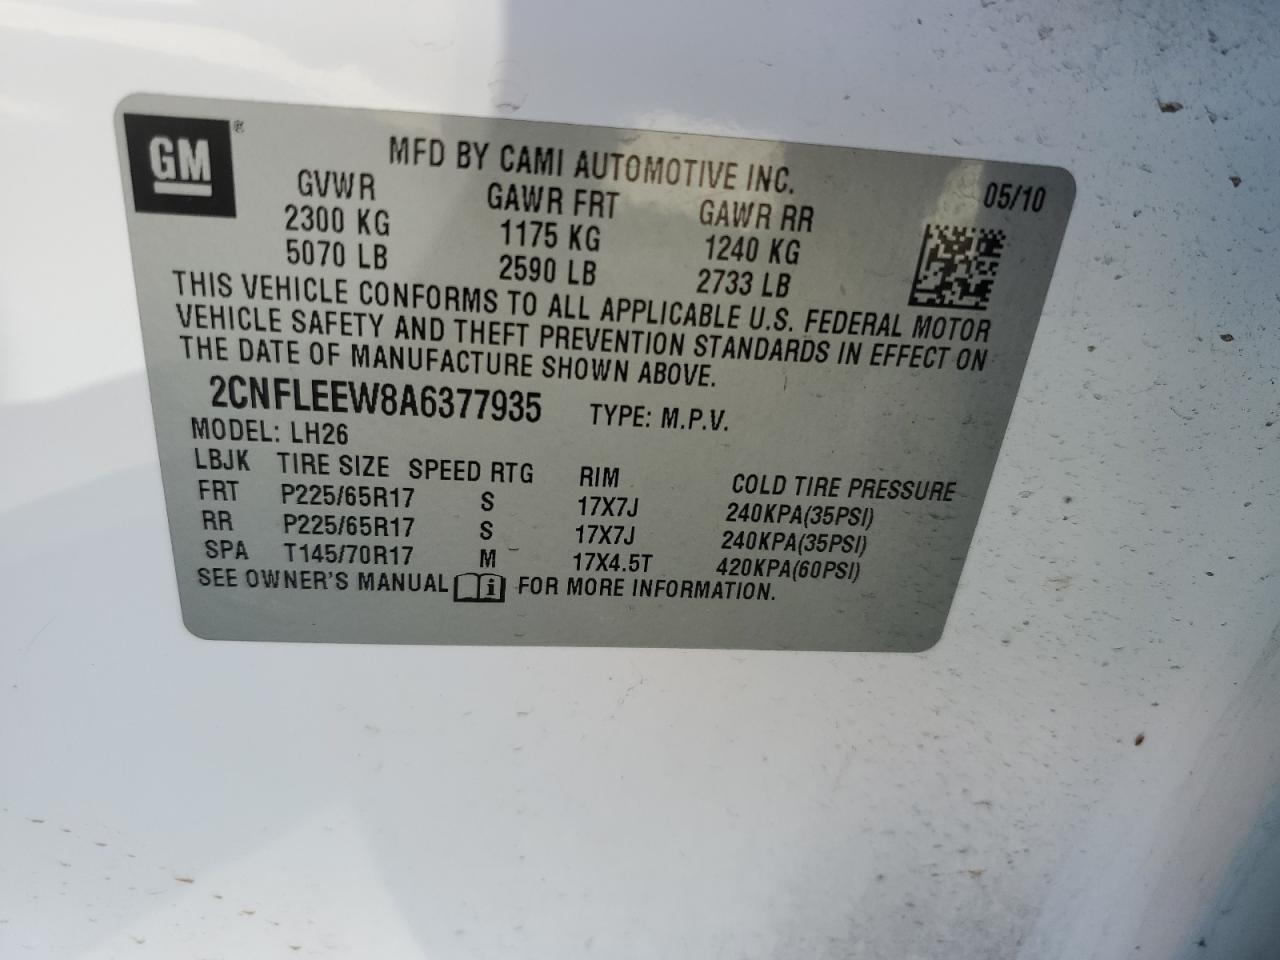 GM®
MFD BY CAMI AUTOMOTIVE INC.
05/10
GVWR GAWR FRT GAWR RR
2300 KG 1175 KG 1240 KG
5070 LB 2590 LB 2733 LB
THIS VEHICLE CONFORMS TO ALL APPLICABLE U.S. FEDERAL MOTOR
VEHICLE SAFETY AND THEFT PREVENTION STANDARDS IN EFFECT ON
THE DATE OF MANUFACTURE SHOWN ABOVE.
2CNFLEEW8A6377935 TYPE: M.P.V.
MODEL: LH26
LBJK TIRE SIZE SPEED RTG RIM COLD TIRE PRESSURE
FRT P225/65R17 S 17X7J 240KPA(35PSI)
RR P225/65R17 S 17X7J 240KPA(35PSI)
SPA T145/70R17 M 17X4.5T 420KPA(60PSI)
SEE OWNER'S MANUAL i FOR MORE INFORMATION.